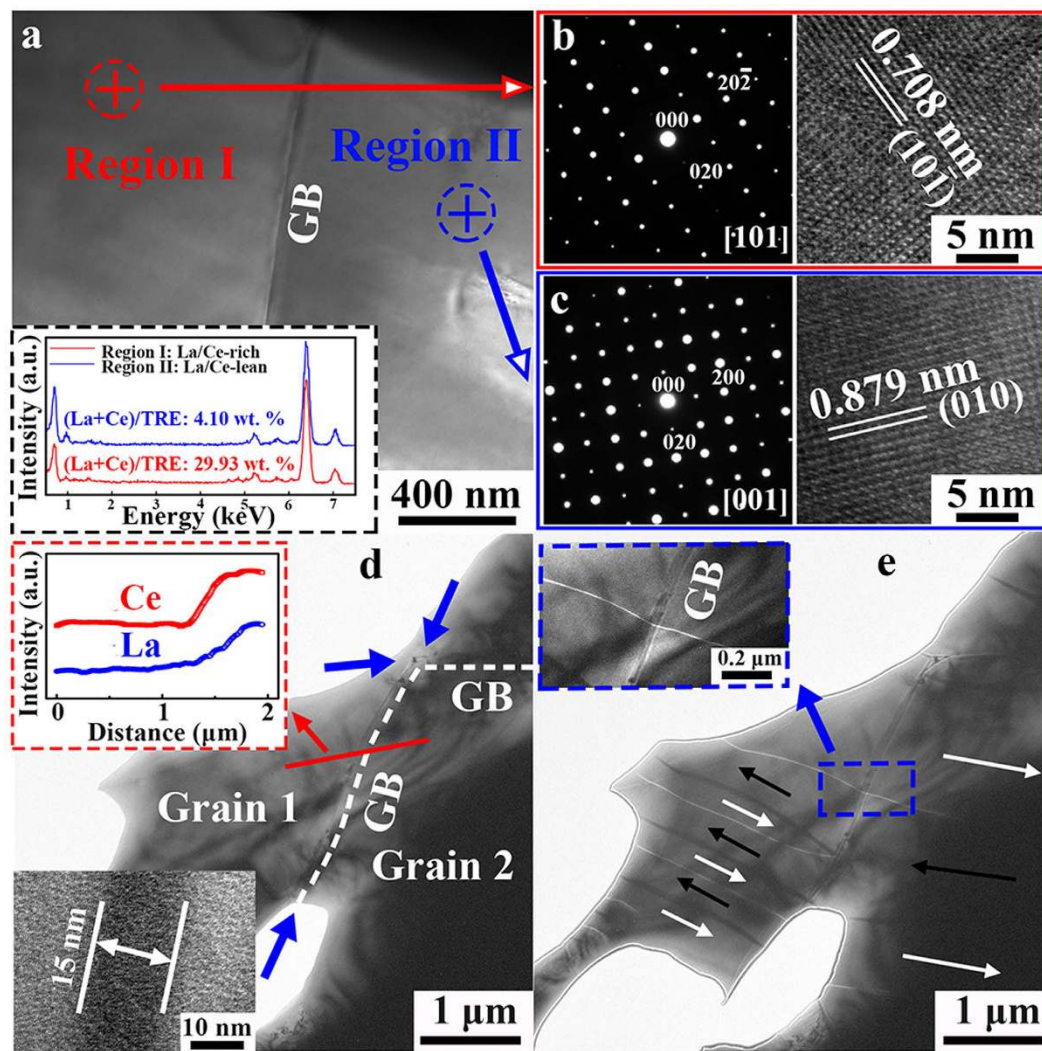 a
Region I
Region II
GB
400 nm
Intensity (a.u.)
Region I: La/Ce-rich
Region II: La/Ce-lean
(La+Ce)/TRE: 4.10 wt. %
(La+Ce)/TRE: 29.93 wt. %
1 2 3 4 5 6 7
Energy (keV)
b
202̅
000
020
[101]
0.708 nm
(101̅)
5 nm
c
000
200
020
[001]
0.879 nm
(010)
5 nm
d
Intensity (a.u.)
Ce
La
0 1 2
Distance (μm)
GB
Grain 1
GB
Grain 2
15 nm
10 nm
1 μm
e
GB
0.2 μm
1 μm